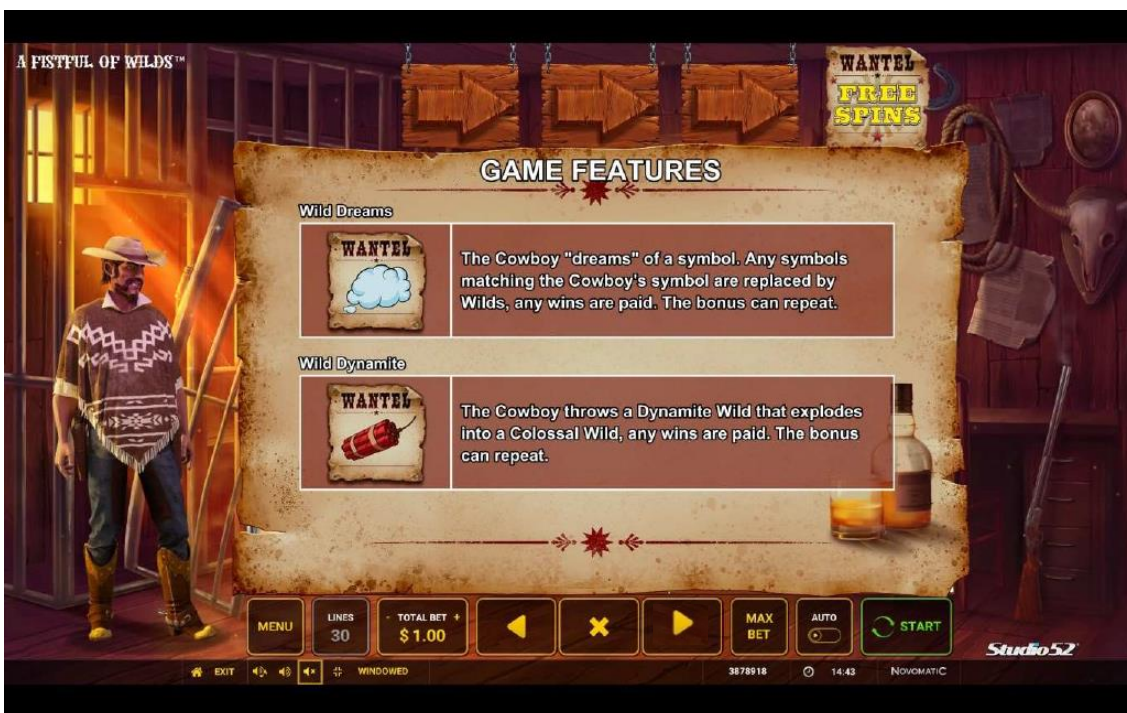 A FISTFUL OF WILDS™
WANTED
FREE
SPINS
GAME FEATURES
Wild Dreams
WANTED
The Cowboy "dreams" of a symbol. Any symbols
matching the Cowboy's symbol are replaced by
Wilds, any wins are paid. The bonus can repeat.
Wild Dynamite
WANTED
The Cowboy throws a Dynamite Wild that explodes
into a Colossal Wild, any wins are paid. The bonus
can repeat.
MENU
LINES
30
- TOTAL BET +
$ 1.00
MAX
BET
AUTO
START
Studio52
EXIT
WINDOWED
3878918
14:43
NOVOMATIC